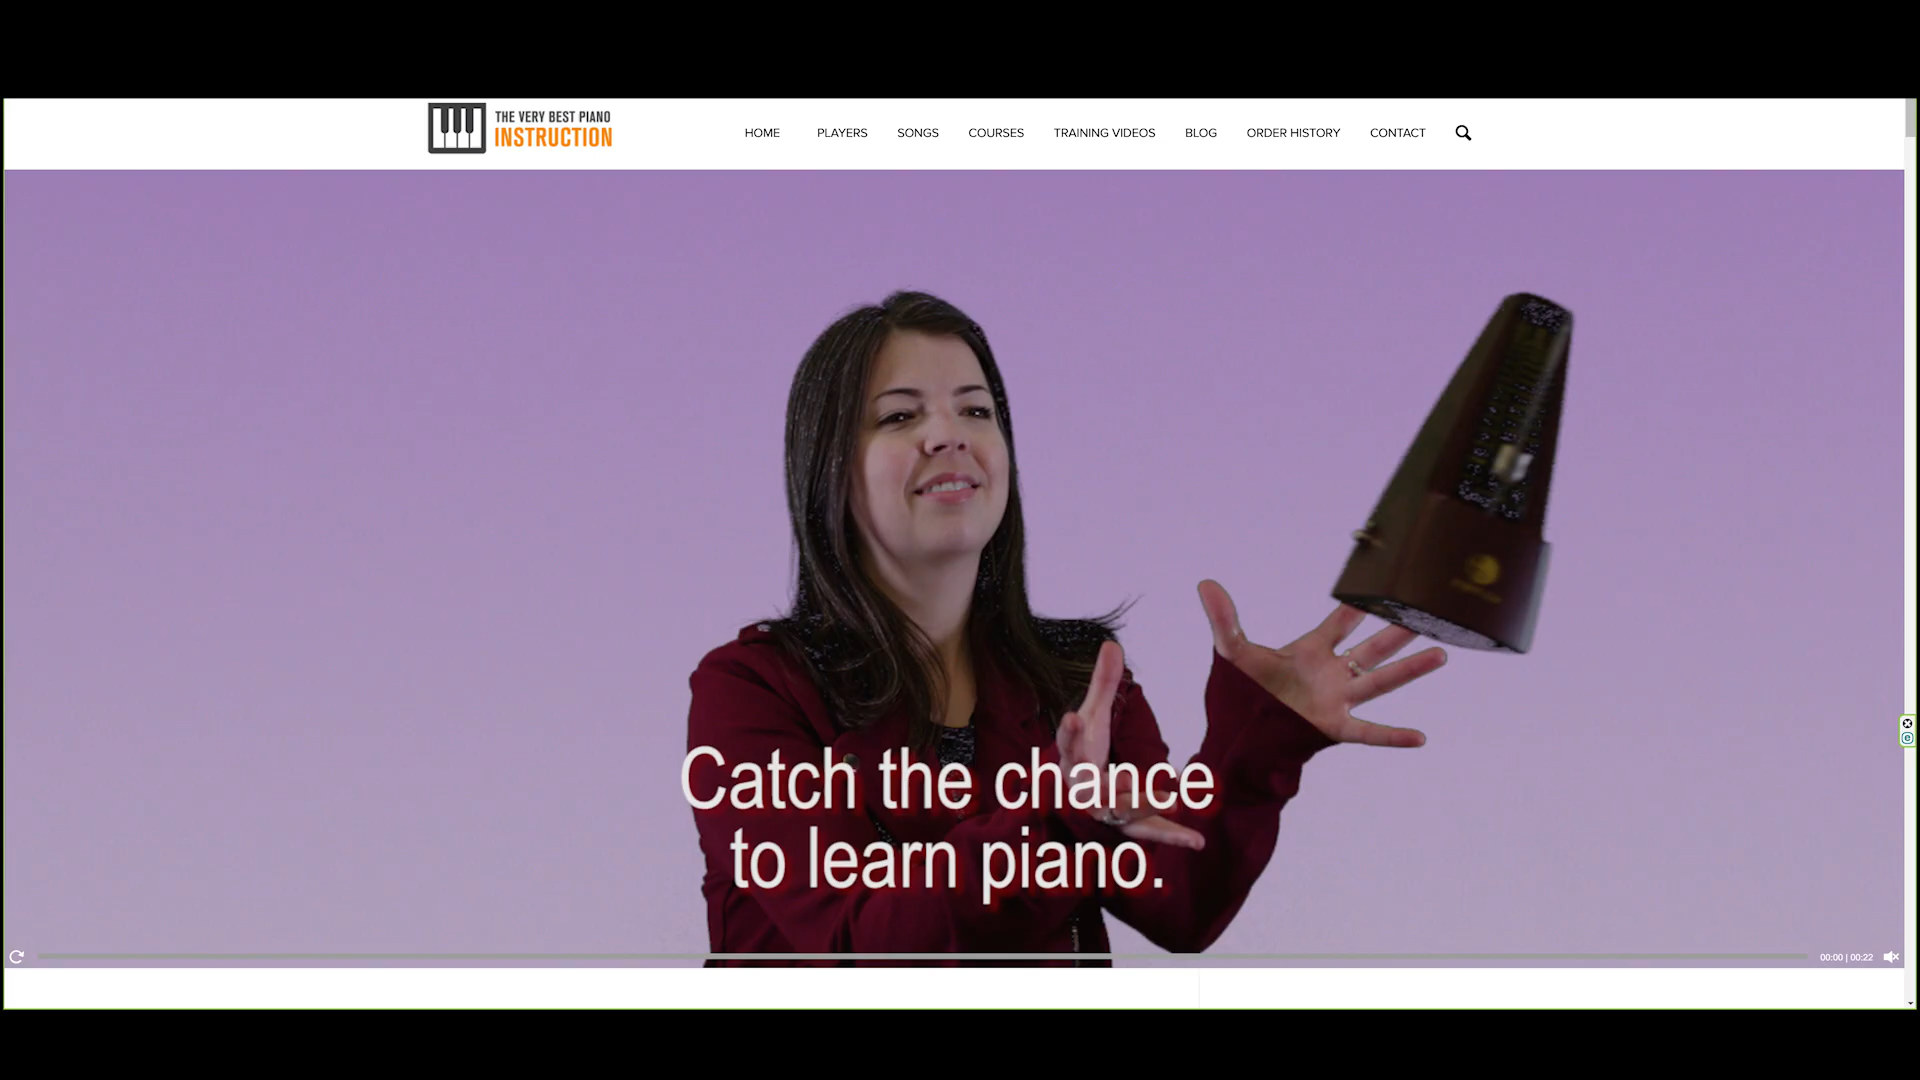 THE VERY BEST PIANO
INSTRUCTION
HOME PLAYERS SONGS COURSES TRAINING VIDEOS BLOG ORDER HISTORY CONTACT
Catch the chance
to learn piano.
00:00 | 00:22